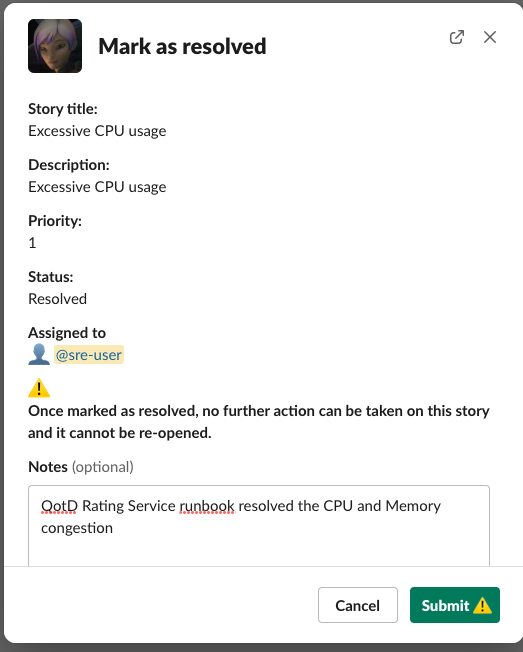 Mark as resolved
Story title:
Excessive CPU usage
Description:
Excessive CPU usage
Priority:
1
Status:
Resolved
Assigned to
@sre-user
Once marked as resolved, no further action can be taken on this story
and it cannot be re-opened.
Notes (optional)
QotD Rating Service runbook resolved the CPU and Memory
congestion
Cancel
Submit